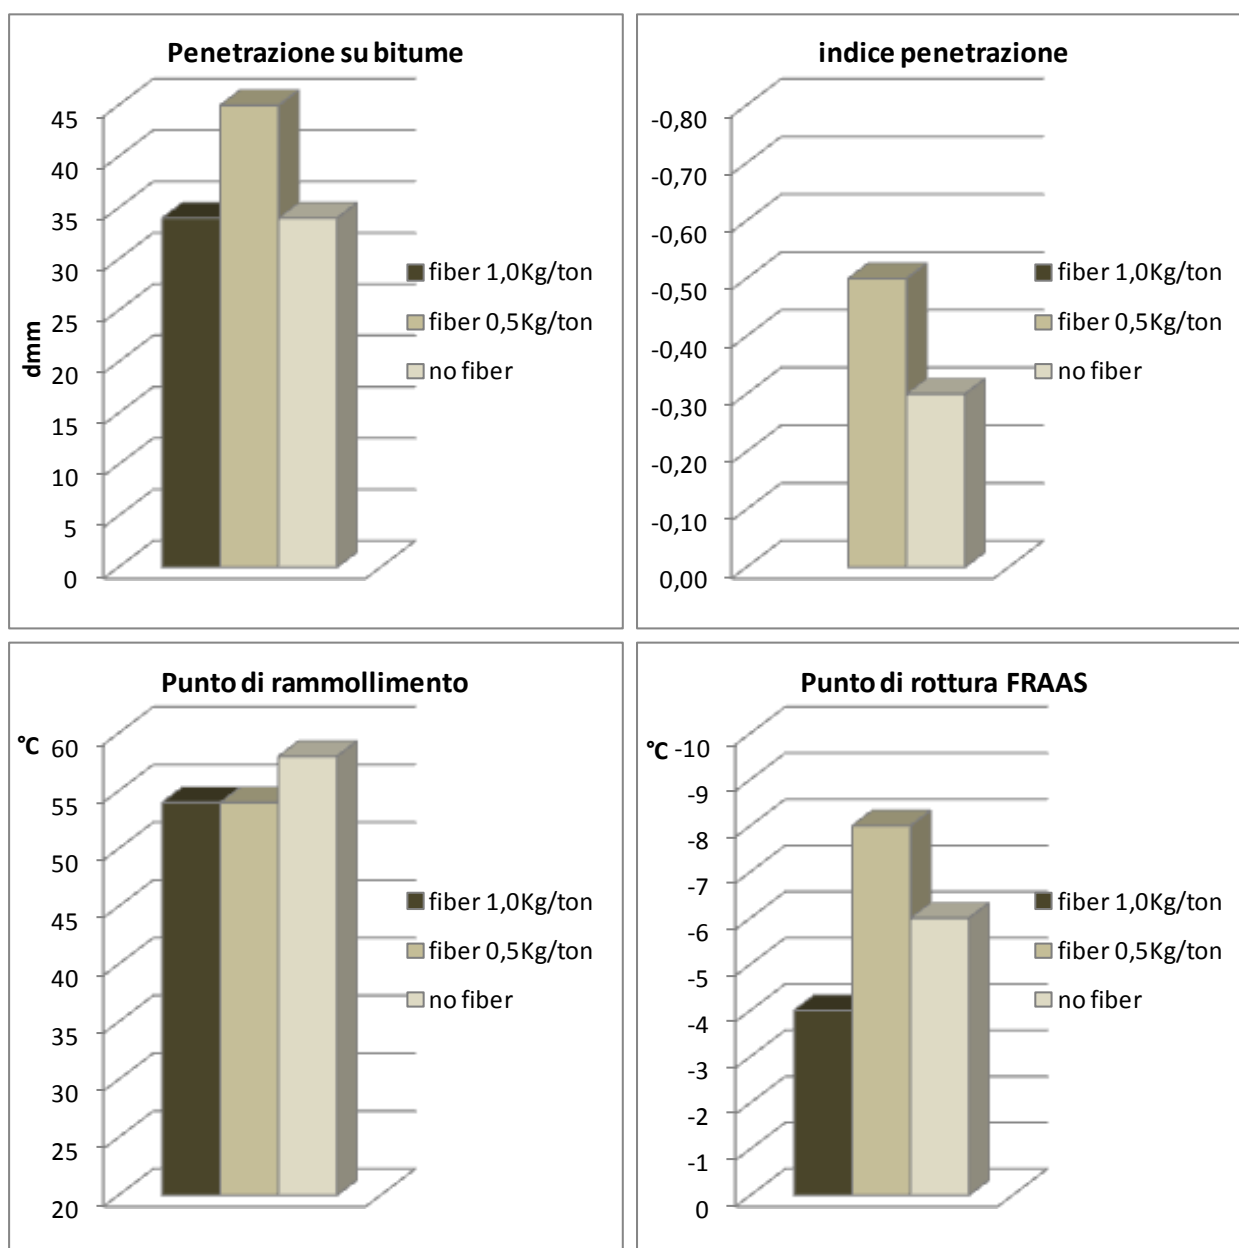 Penetrazione su bitume
45
40
35
30
25
20
15
10
5
0
dmm
fiber 1,0Kg/ton
fiber 0,5Kg/ton
no fiber
indice penetrazione
-0,80
-0,70
-0,60
-0,50
-0,40
-0,30
-0,20
-0,10
0,00
fiber 1,0Kg/ton
fiber 0,5Kg/ton
no fiber
Punto di rammollimento
°C 60
55
50
45
40
35
30
25
20
fiber 1,0Kg/ton
fiber 0,5Kg/ton
no fiber
Punto di rottura FRAAS
°C -10
-9
-8
-7
-6
-5
-4
-3
-2
-1
0
fiber 1,0Kg/ton
fiber 0,5Kg/ton
no fiber